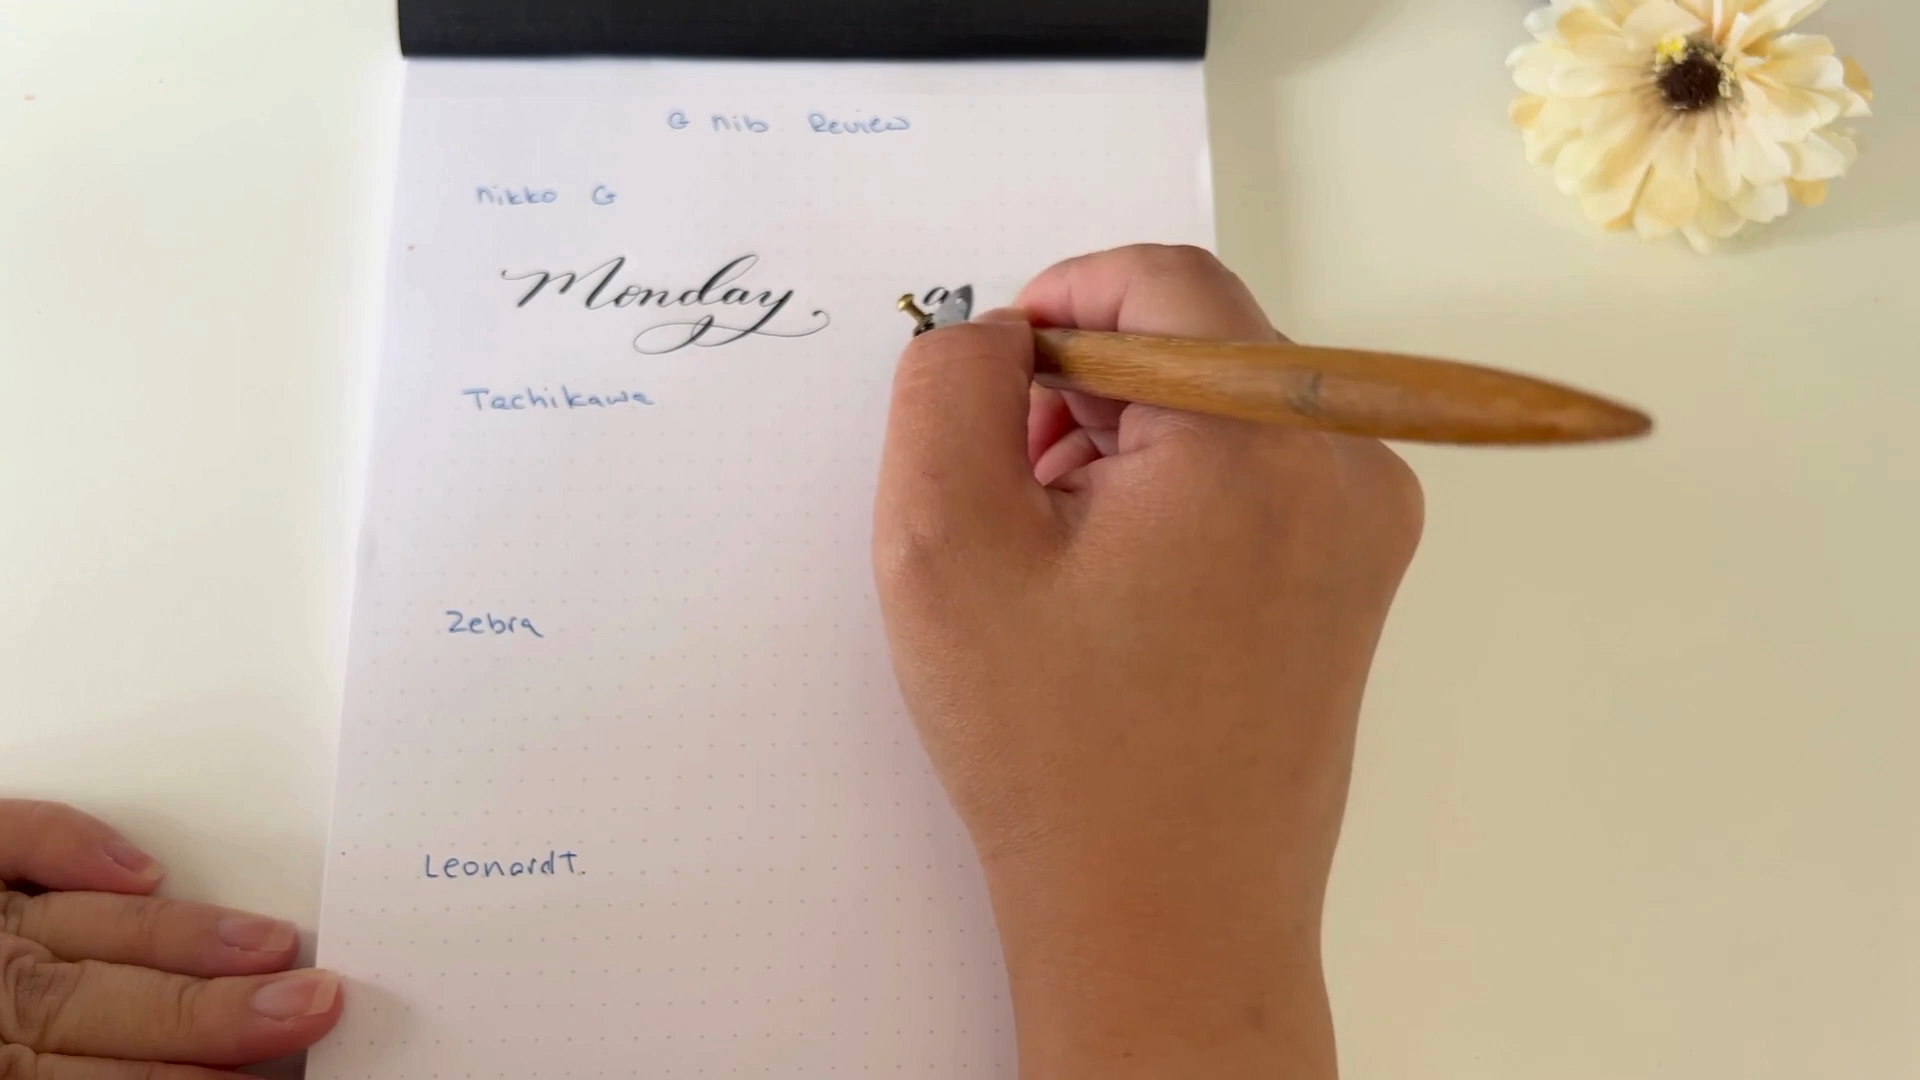 G nib Review
Nikko G
Monday a
Tachikawa
Zebra
Leonardt.